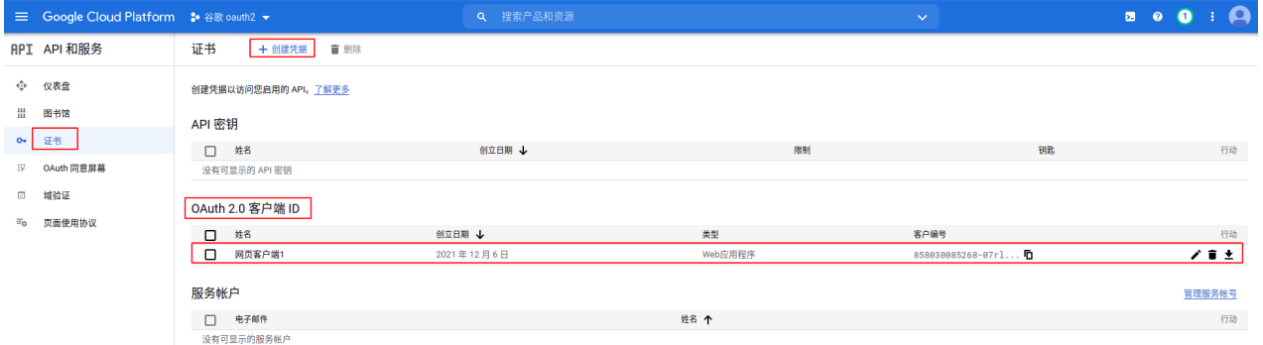 Google Cloud Platform 谷歌 oauth2 搜索产品和资源 1
API API 和服务 证书 创建凭据 删除
仪表盘
创建凭据以访问您启用的 API。了解更多
图书馆
API 密钥
证书
姓名 创立日期 限制 钥匙 行动
OAuth 同意屏幕
没有可显示的 API 密钥
域验证
OAuth 2.0 客户端 ID
页面使用协议
姓名 创立日期 类型 客户编号 行动
网页客户端1 2021 年 12 月 6 日 Web应用程序 858030085268-07rl...
服务帐户 管理服务帐号
电子邮件 姓名 行动
没有可显示的服务帐户